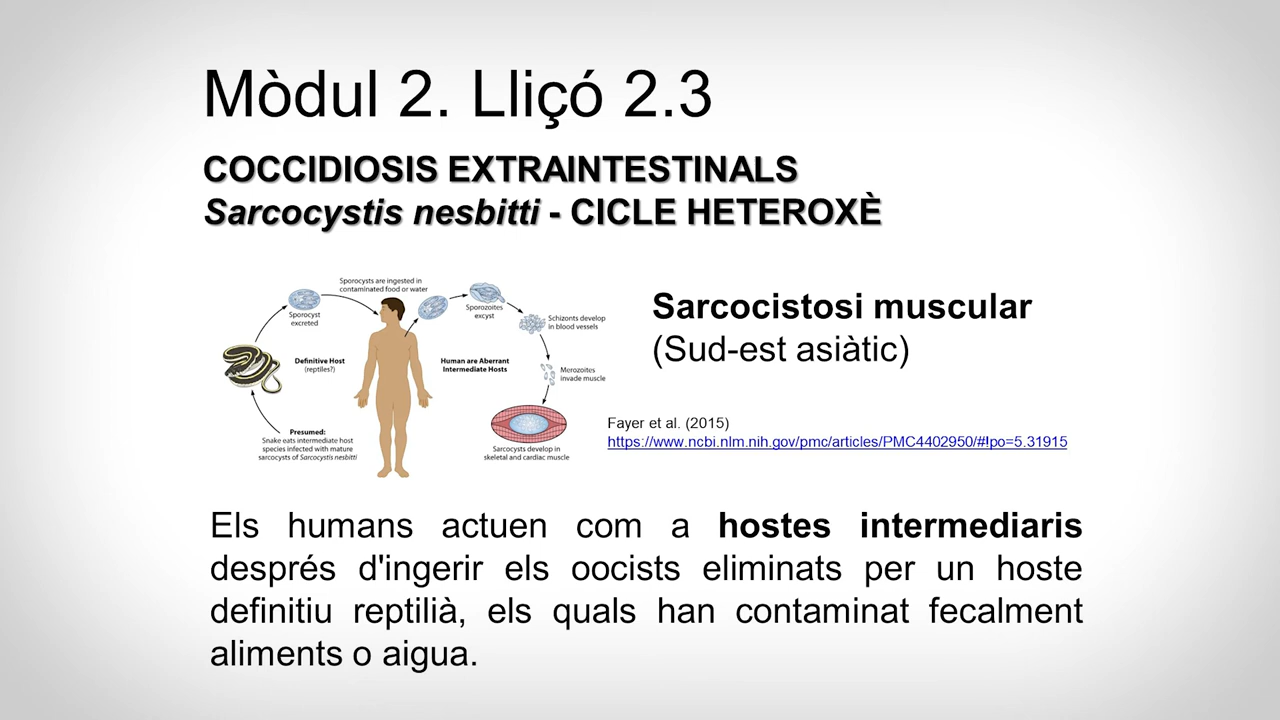 Mòdul 2. Lliçó 2.3
COCCIDIOSIS EXTRAINTESTINALS
Sarcocystis nesbitti - CICLE HETEROXÈ
Sporocysts are ingested in
contaminated food or water
Sporocyst
excreted
Sporozoites
excyst
Schizonts develop
in blood vessels
Definitive Host
(reptiles?)
Human are Aberrant
Intermediate Hosts
Merozoites
invade muscle
Presumed:
Snake eats intermediate host
species infected with mature
sarcocysts of Sarcocystis nesbitti
Sarcocysts develop in
skeletal and cardiac muscle
Sarcocistosi muscular
(Sud-est asiàtic)
Fayer et al. (2015)
https://www.ncbi.nlm.nih.gov/pmc/articles/PMC4402950/#!po=5.31915
Els humans actuen com a hostes intermediaris
després d'ingerir els oocists eliminats per un hoste
definitiu reptilià, els quals han contaminat fecalment
aliments o aigua.